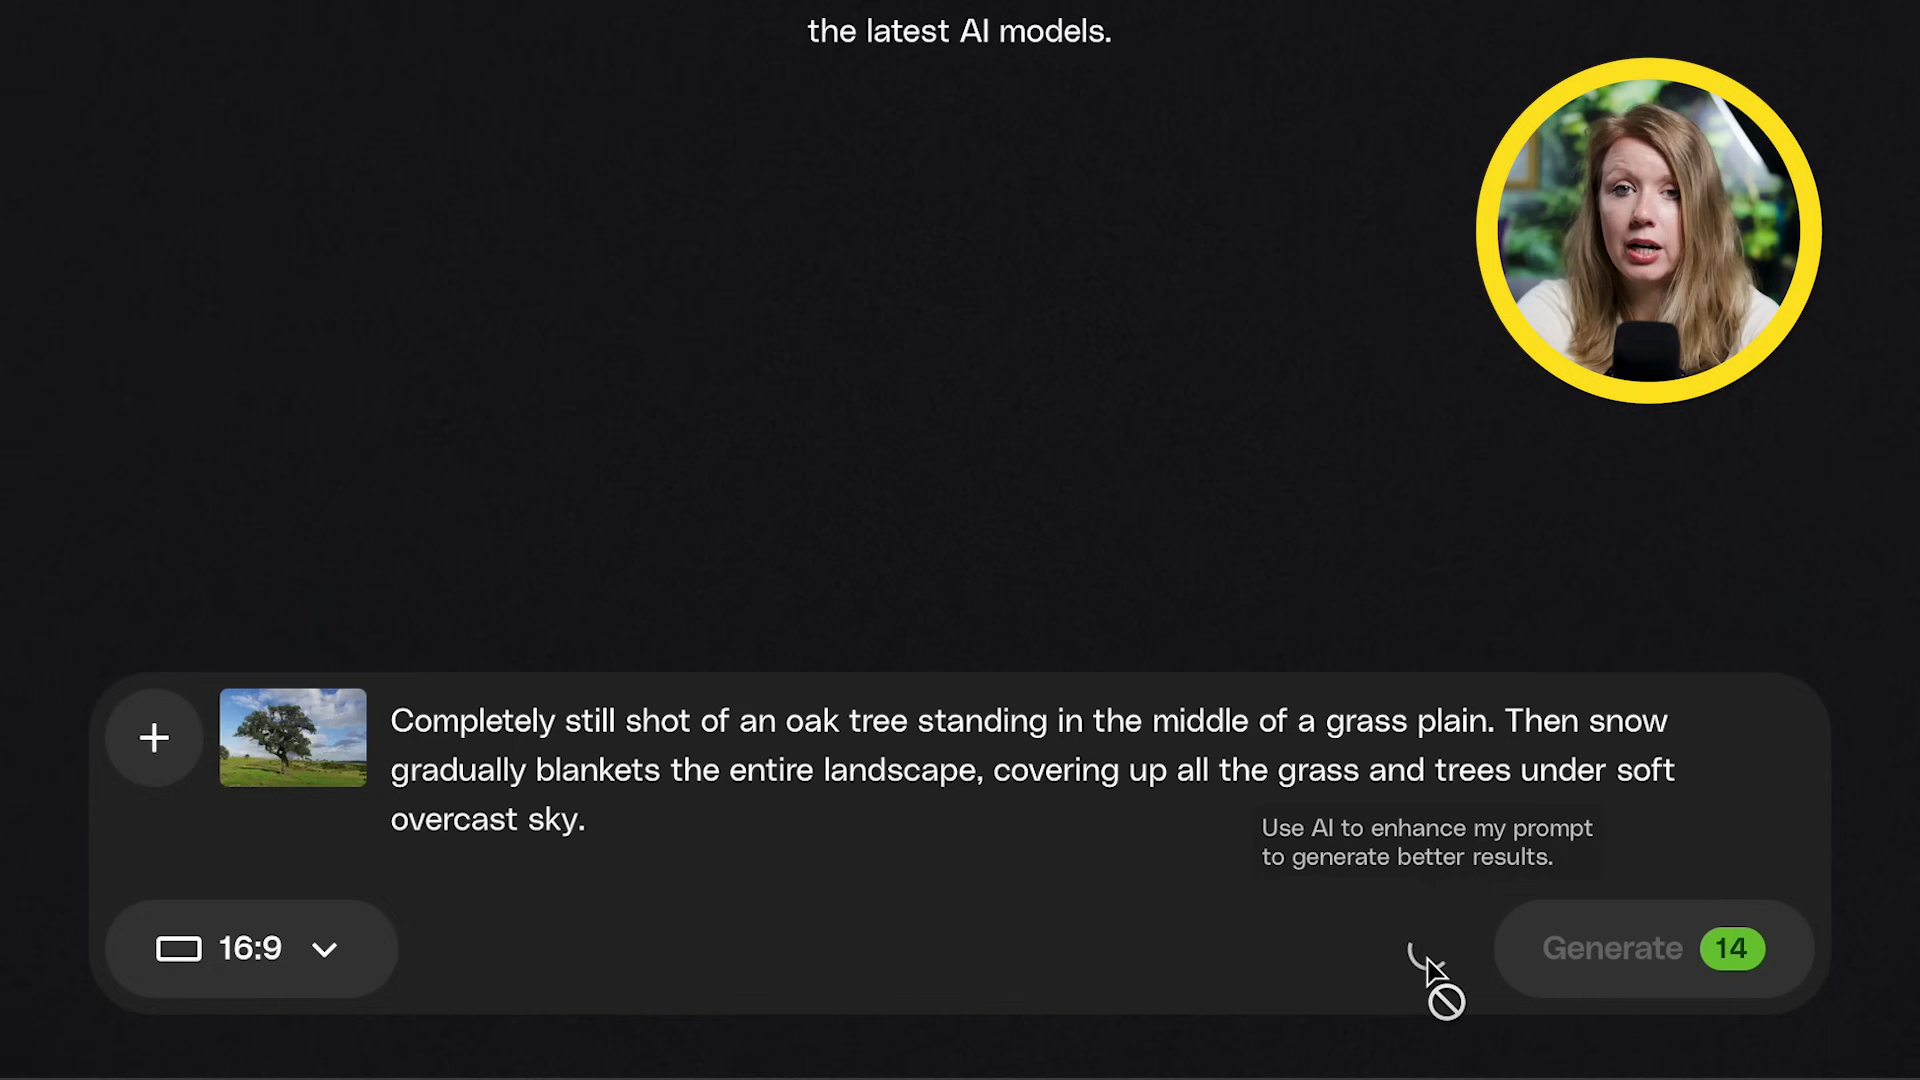 the latest AI models.
Completely still shot of an oak tree standing in the middle of a grass plain. Then snow
gradually blankets the entire landscape, covering up all the grass and trees under soft
overcast sky.
Use AI to enhance my prompt
to generate better results.
16:9
Generate 14